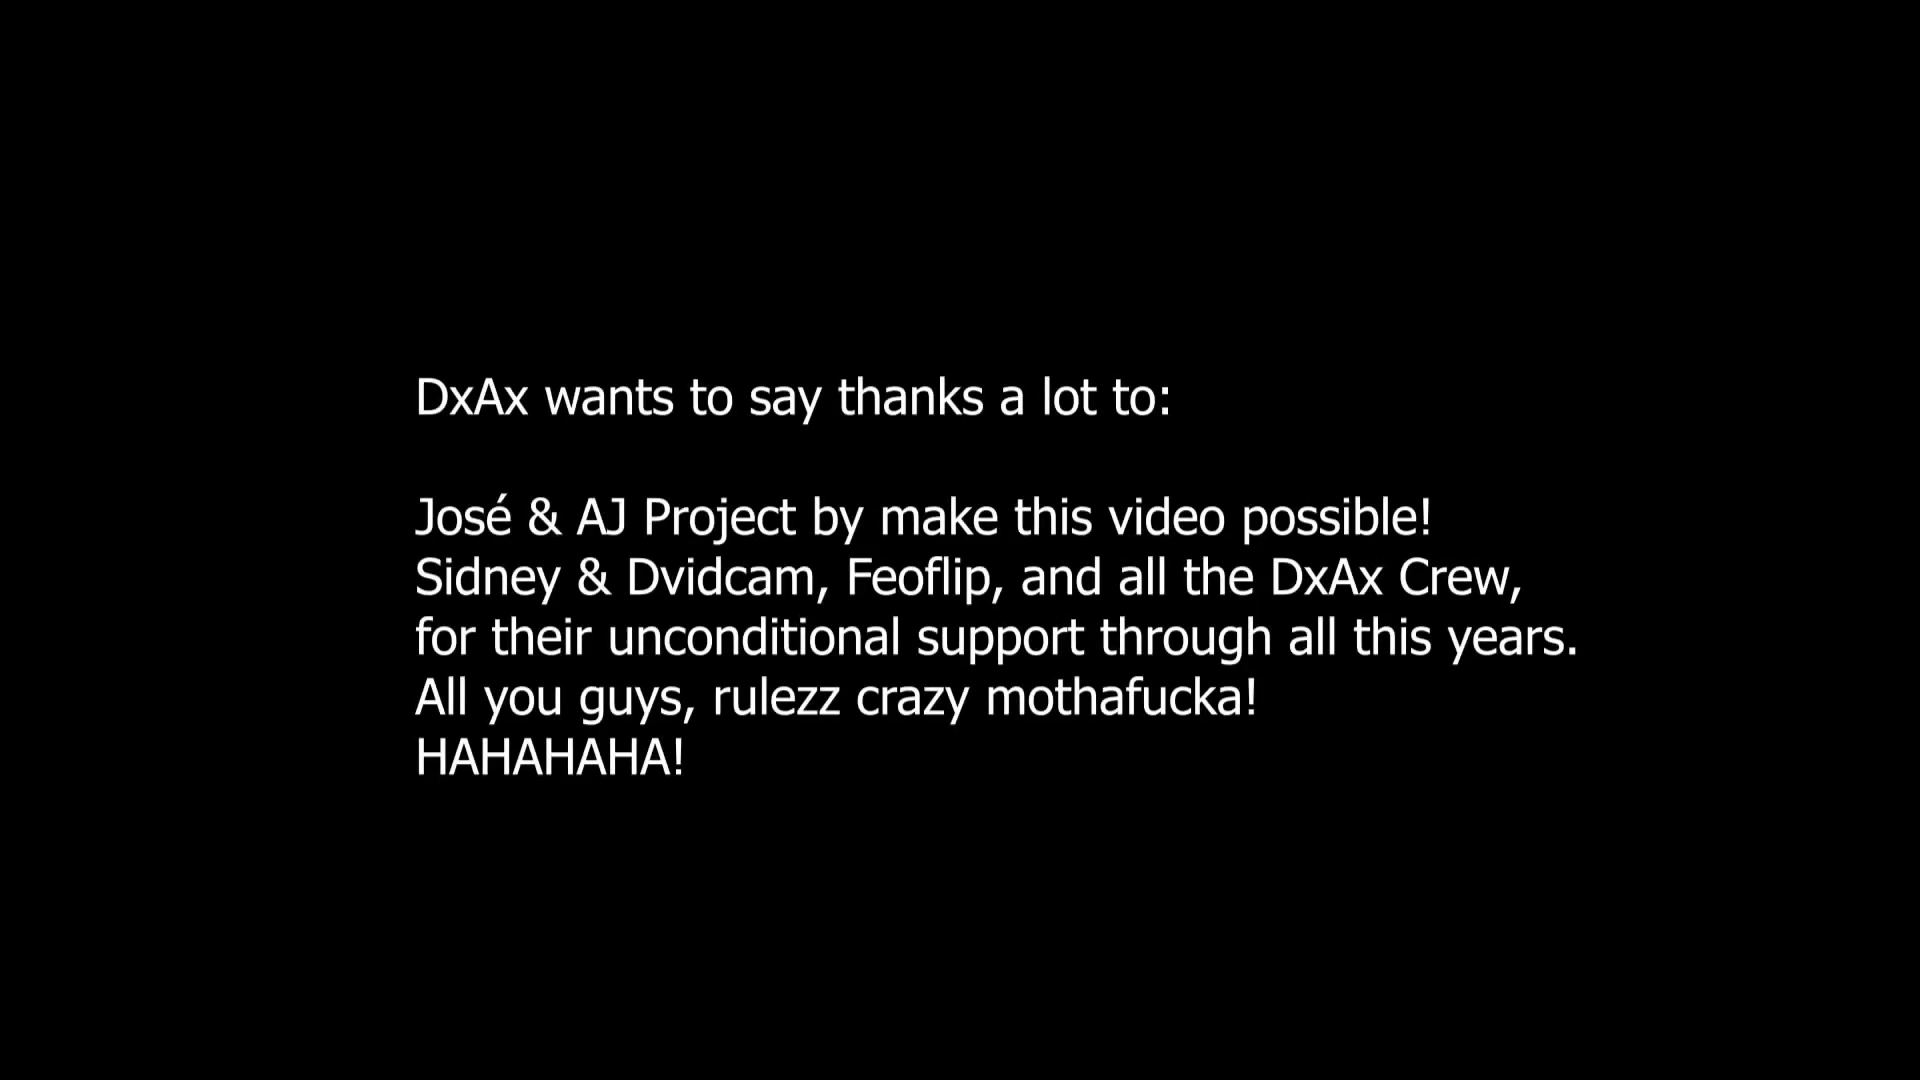 DxAx wants to say thanks a lot to:
José & AJ Project by make this video possible!
Sidney & Dvidcam, Feoflip, and all the DxAx Crew,
for their unconditional support through all this years.
All you guys, rulezz crazy mothafucka!
HAHAHAHA!